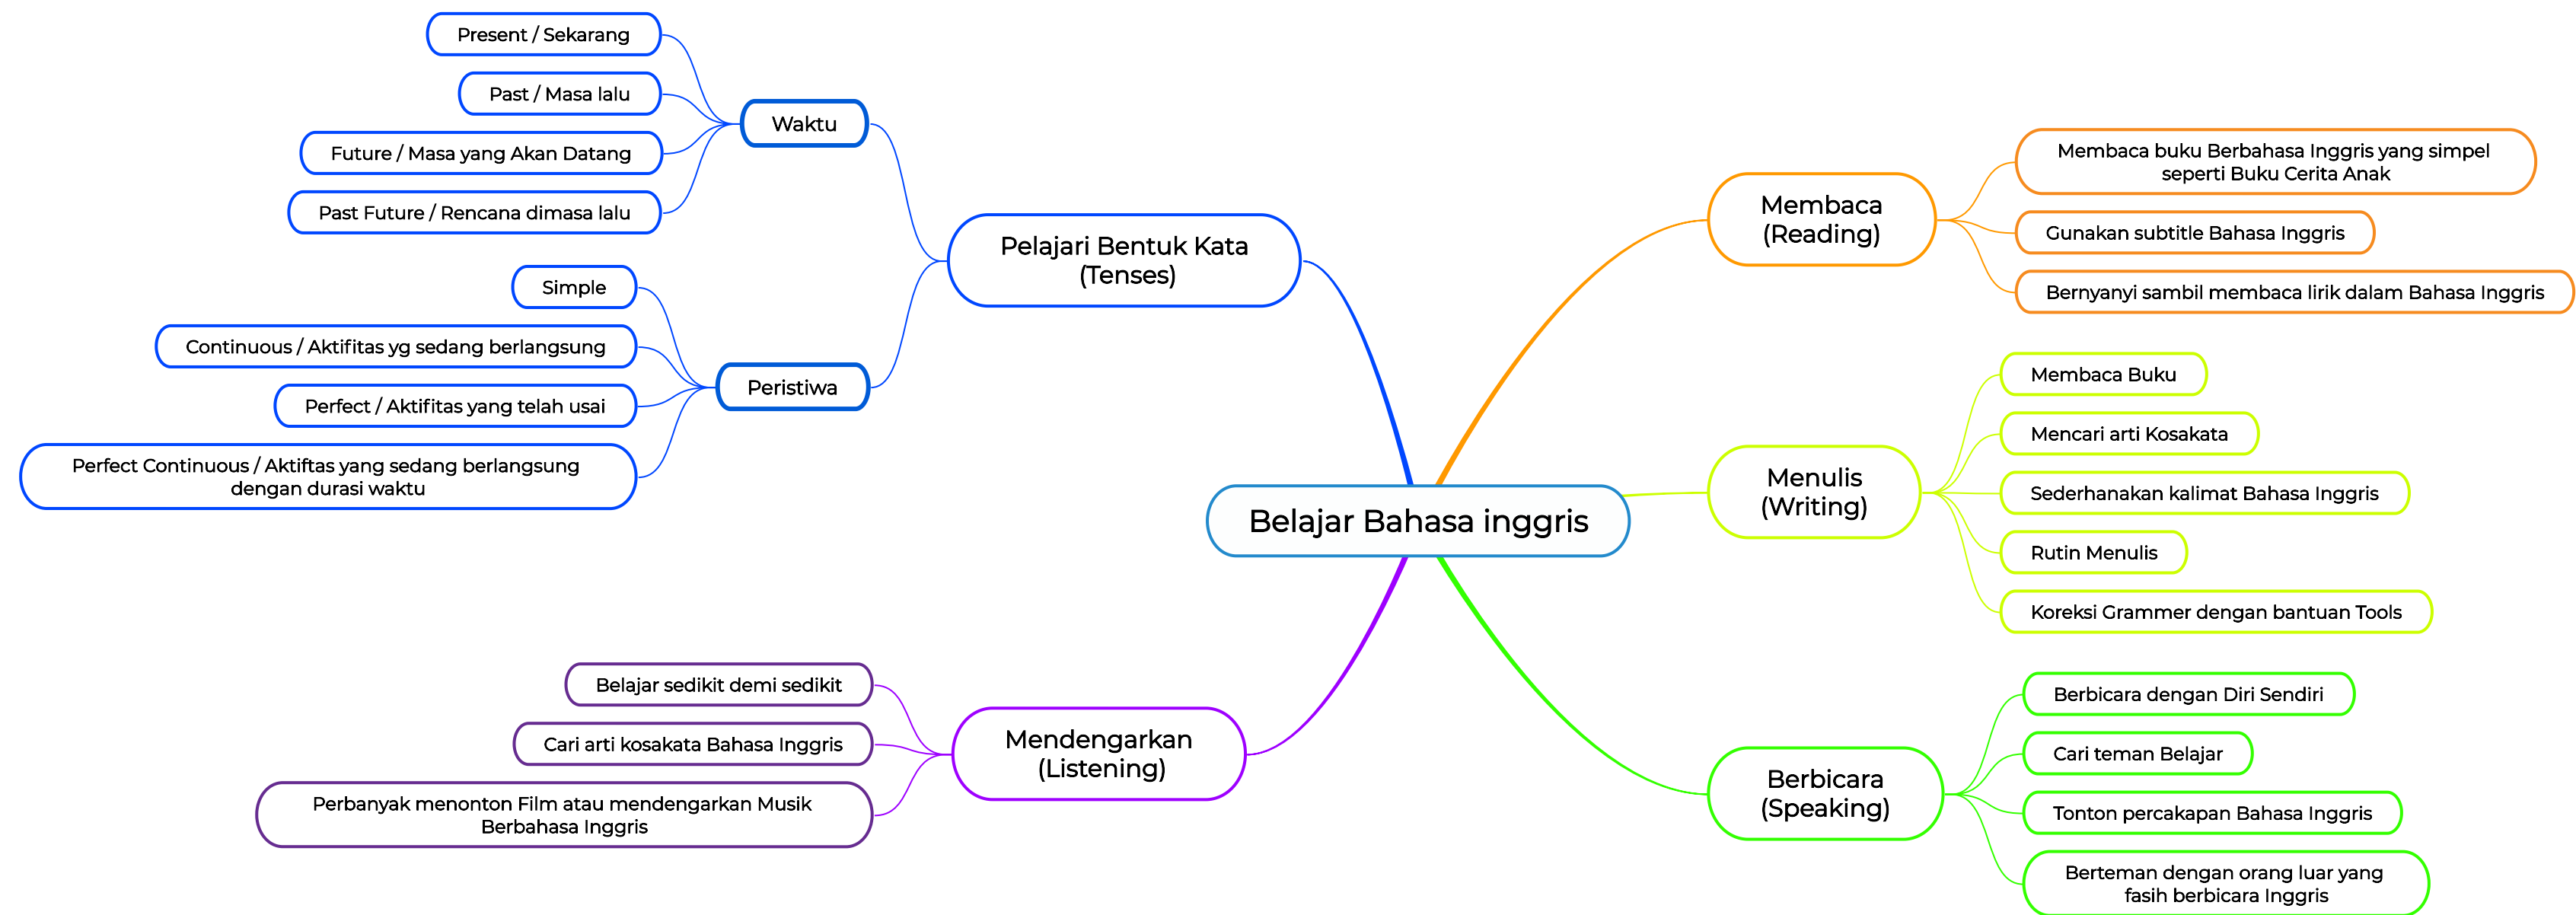 Present / Sekarang
Past / Masa lalu
Future / Masa yang Akan Datang
Past Future / Rencana dimasa lalu
Waktu
Simple
Continuous / Aktifitas yg sedang berlangsung
Perfect / Aktifitas yang telah usai
Perfect Continuous / Aktiftas yang sedang berlangsung
dengan durasi waktu
Peristiwa
Pelajari Bentuk Kata
(Tenses)
Belajar sedikit demi sedikit
Cari arti kosakata Bahasa Inggris
Perbanyak menonton Film atau mendengarkan Musik
Berbahasa Inggris
Mendengarkan
(Listening)
Belajar Bahasa inggris
Membaca
(Reading)
Membaca buku Berbahasa Inggris yang simpel
seperti Buku Cerita Anak
Gunakan subtitle Bahasa Inggris
Bernyanyi sambil membaca lirik dalam Bahasa Inggris
Menulis
(Writing)
Membaca Buku
Mencari arti Kosakata
Sederhanakan kalimat Bahasa Inggris
Rutin Menulis
Koreksi Grammer dengan bantuan Tools
Berbicara
(Speaking)
Berbicara dengan Diri Sendiri
Cari teman Belajar
Tonton percakapan Bahasa Inggris
Berteman dengan orang luar yang
fasih berbicara Inggris